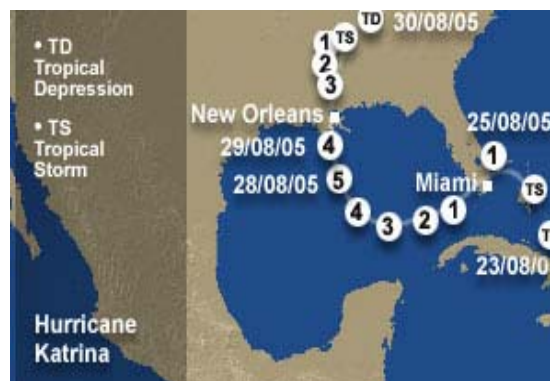 • TD
Tropical
Depression
• TS
Tropical
Storm
Hurricane
Katrina
TD
30/08/05
TS
1
2
3
New Orleans
4
29/08/05
28/08/05
5
4
3
2
1
Miami
25/08/05
1
TS
23/08/0